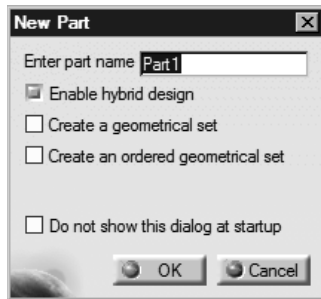 New Part
Enter part name Part1
Enable hybrid design
Create a geometrical set
Create an ordered geometrical set
Do not show this dialog at startup
OK Cancel